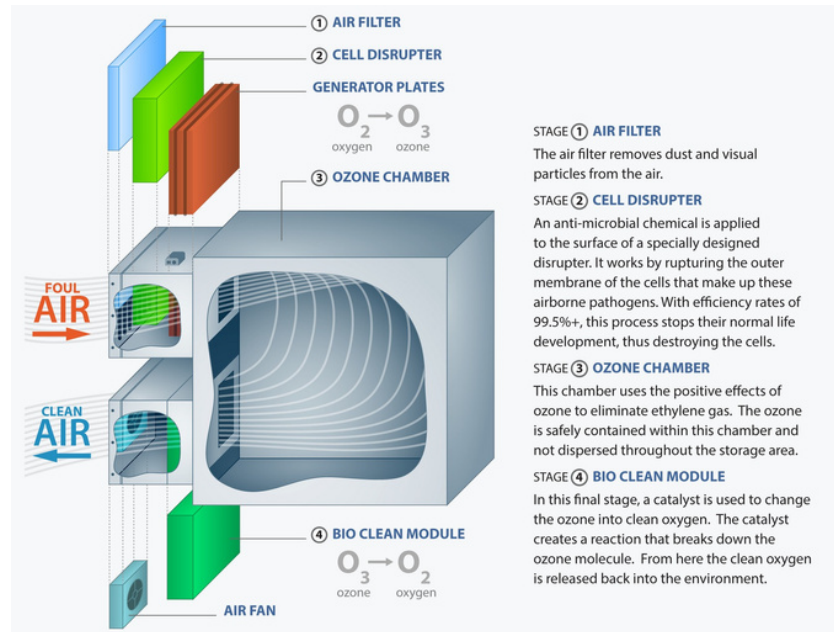 ① AIR FILTER
② CELL DISRUPTER
GENERATOR PLATES
O2 → O3
oxygen ozone
③ OZONE CHAMBER
FOUL
AIR
CLEAN
AIR
④ BIO CLEAN MODULE
O3 → O2
ozone oxygen
AIR FAN
STAGE ① AIR FILTER
The air filter removes dust and visual
particles from the air.
STAGE ② CELL DISRUPTER
An anti-microbial chemical is applied
to the surface of a specially designed
disrupter. It works by rupturing the outer
membrane of the cells that make up these
airborne pathogens. With efficiency rates of
99.5%+, this process stops their normal life
development, thus destroying the cells.
STAGE ③ OZONE CHAMBER
This chamber uses the positive effects of
ozone to eliminate ethylene gas. The ozone
is safely contained within this chamber and
not dispersed throughout the storage area.
STAGE ④ BIO CLEAN MODULE
In this final stage, a catalyst is used to change
the ozone into clean oxygen. The catalyst
creates a reaction that breaks down the
ozone molecule. From here the clean oxygen
is released back into the environment.